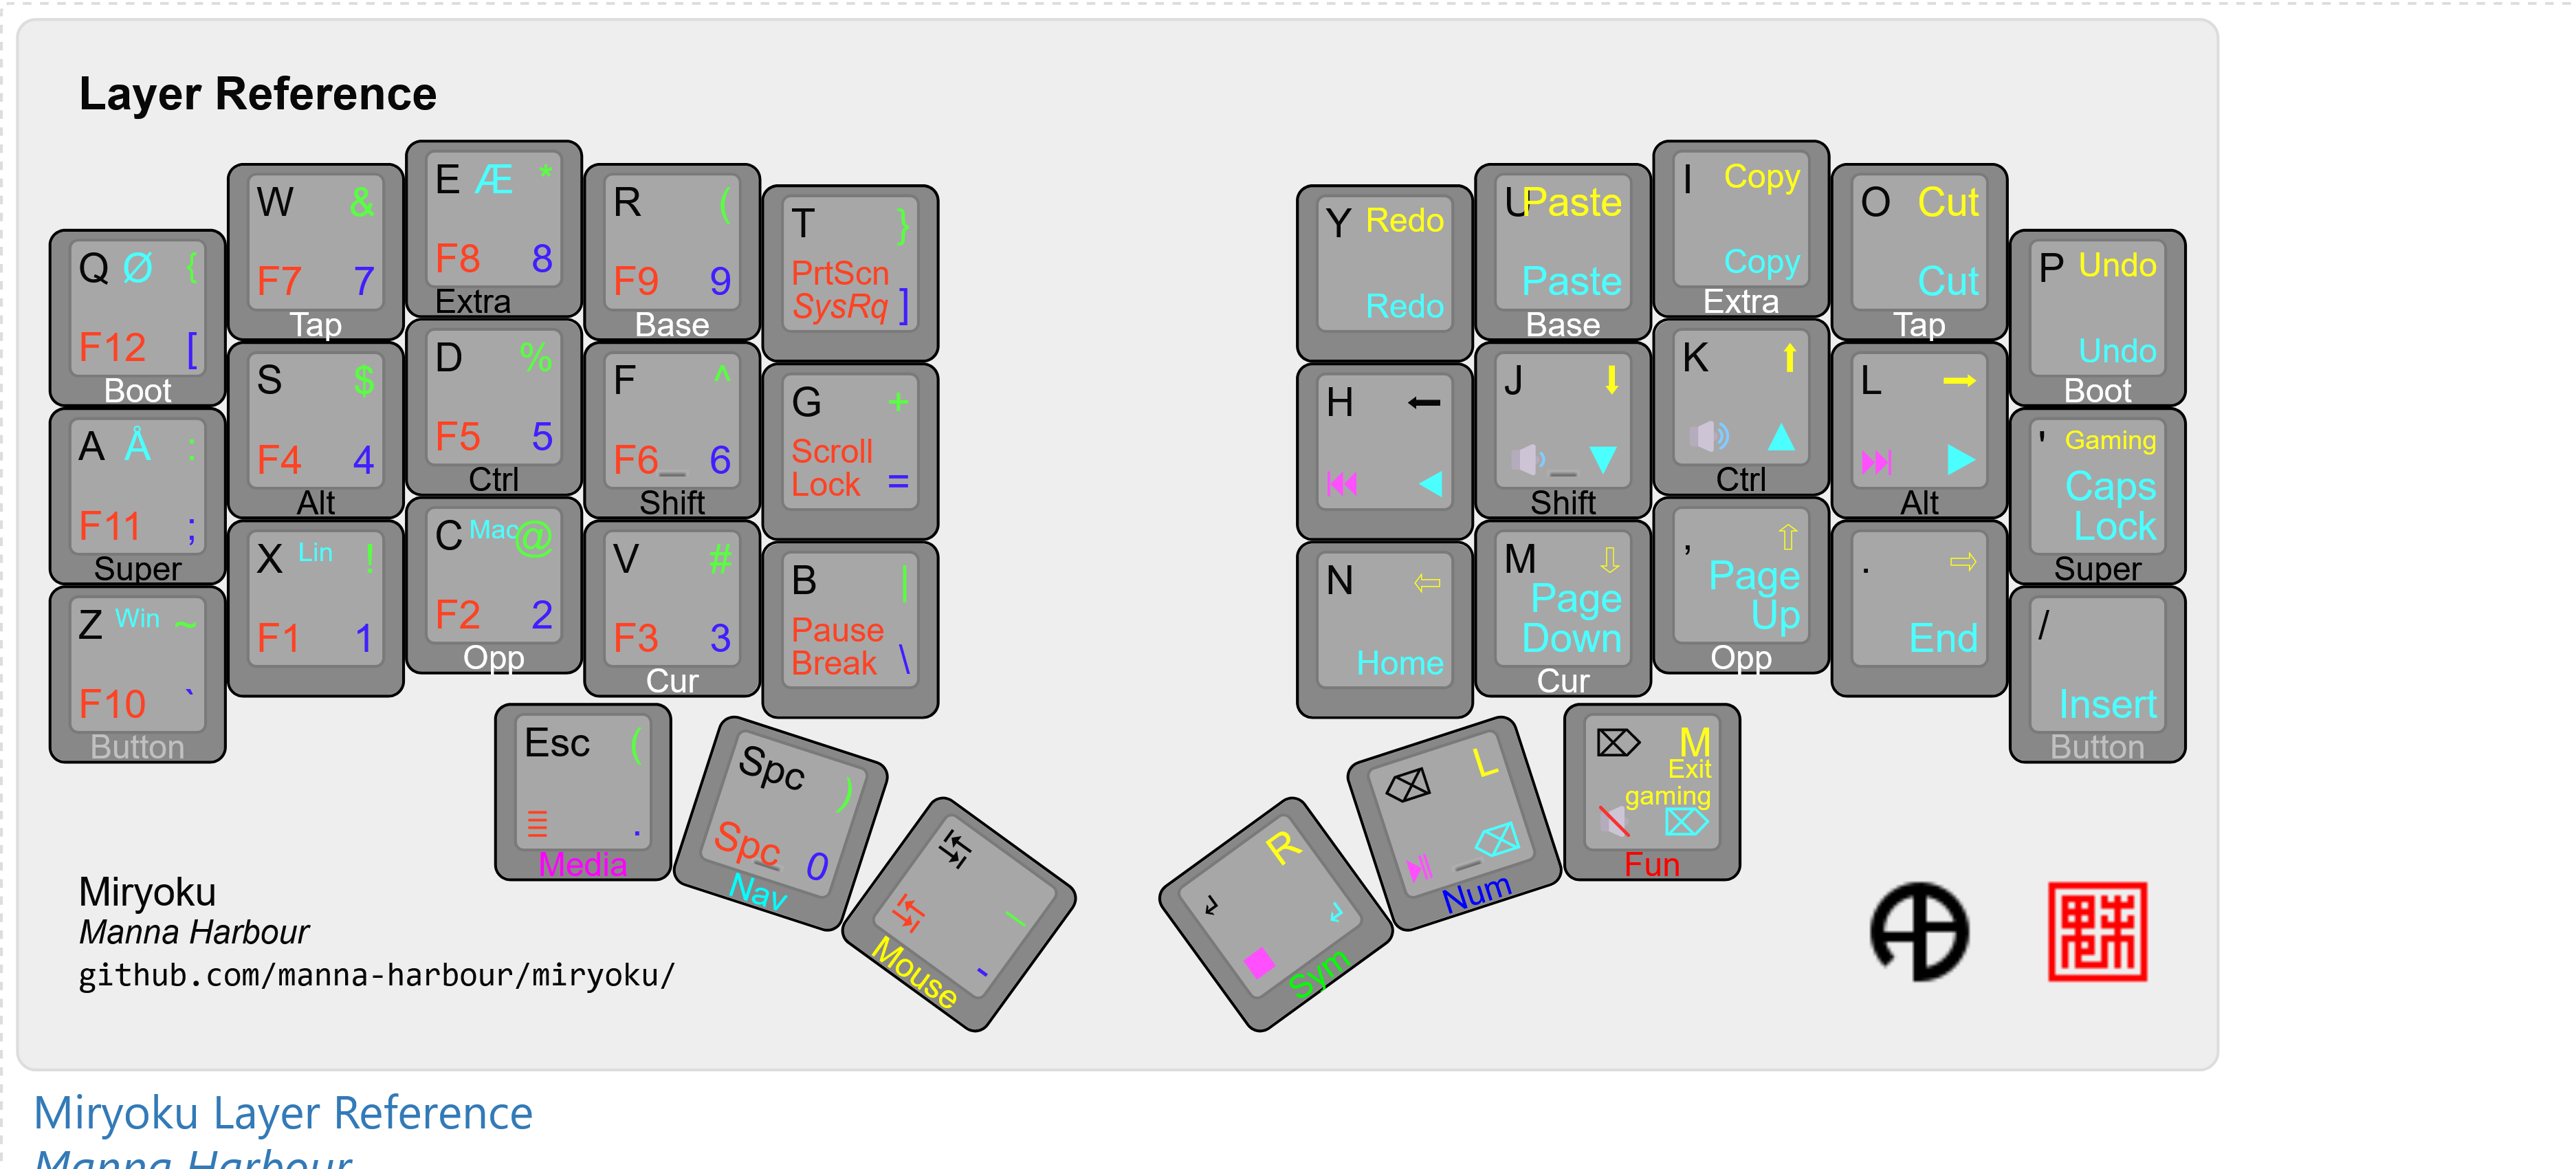 Layer Reference
Q Ø {
F12 [
Boot
W &
F7 7
Tap
E Æ *
F8 8
Extra
R (
F9 9
Base
T }
PrtScn
SysRq ]
Y Redo
Redo
U Paste
Paste
Base
I Copy
Copy
Extra
O Cut
Cut
Tap
P Undo
Undo
Boot
A Å :
F11 ;
Super
S $
F4 4
Alt
D %
F5 5
Ctrl
F ^
F6 6
Shift
G +
Scroll
Lock =
H
J
Shift
K
Ctrl
L
Alt
' Gaming
Caps
Lock
Super
Z Win ~
F10 `
Button
X Lin !
F1 1
C Mac @
F2 2
Opp
V #
F3 3
Cur
B |
Pause
Break \
N
Home
M
Page
Down
Cur
,
Page
Up
Opp
.
End
/
Insert
Button
Esc (
.
Media
Spc )
Spc 0
Nav
_
-
Mouse
R
Sym
L
Num
M
Exit
gaming
Fun
Miryoku
Manna Harbour
github.com/manna-harbour/miryoku/
Miryoku Layer Reference
Manna Harbour